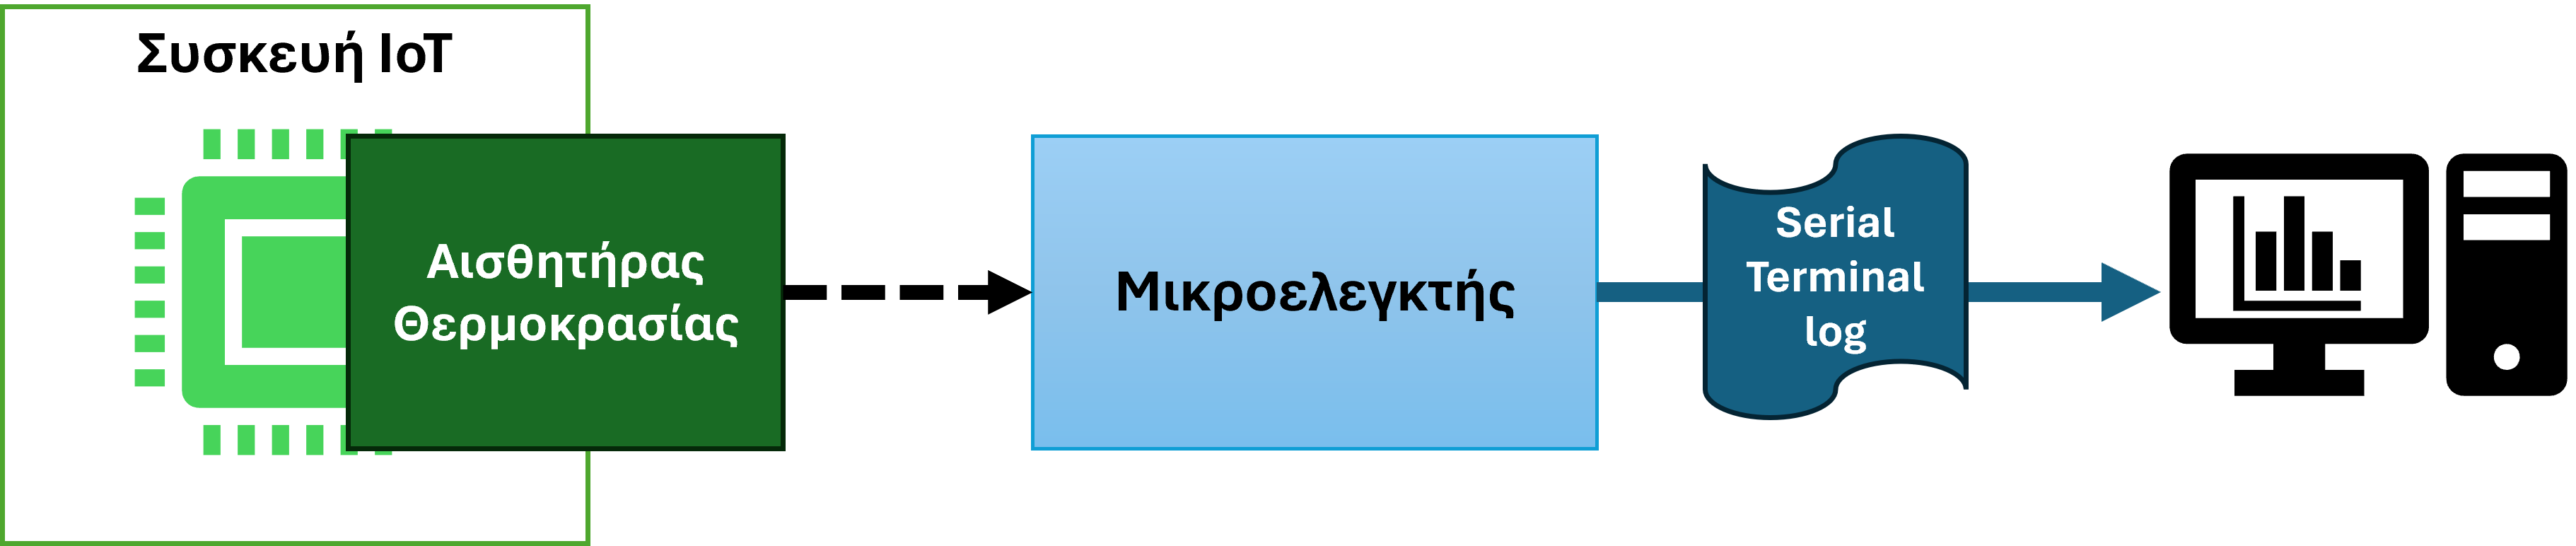 Συσκευή IoT
Αισθητήρας
Θερμοκρασίας
Μικροελεγκτής
Serial
Terminal
log